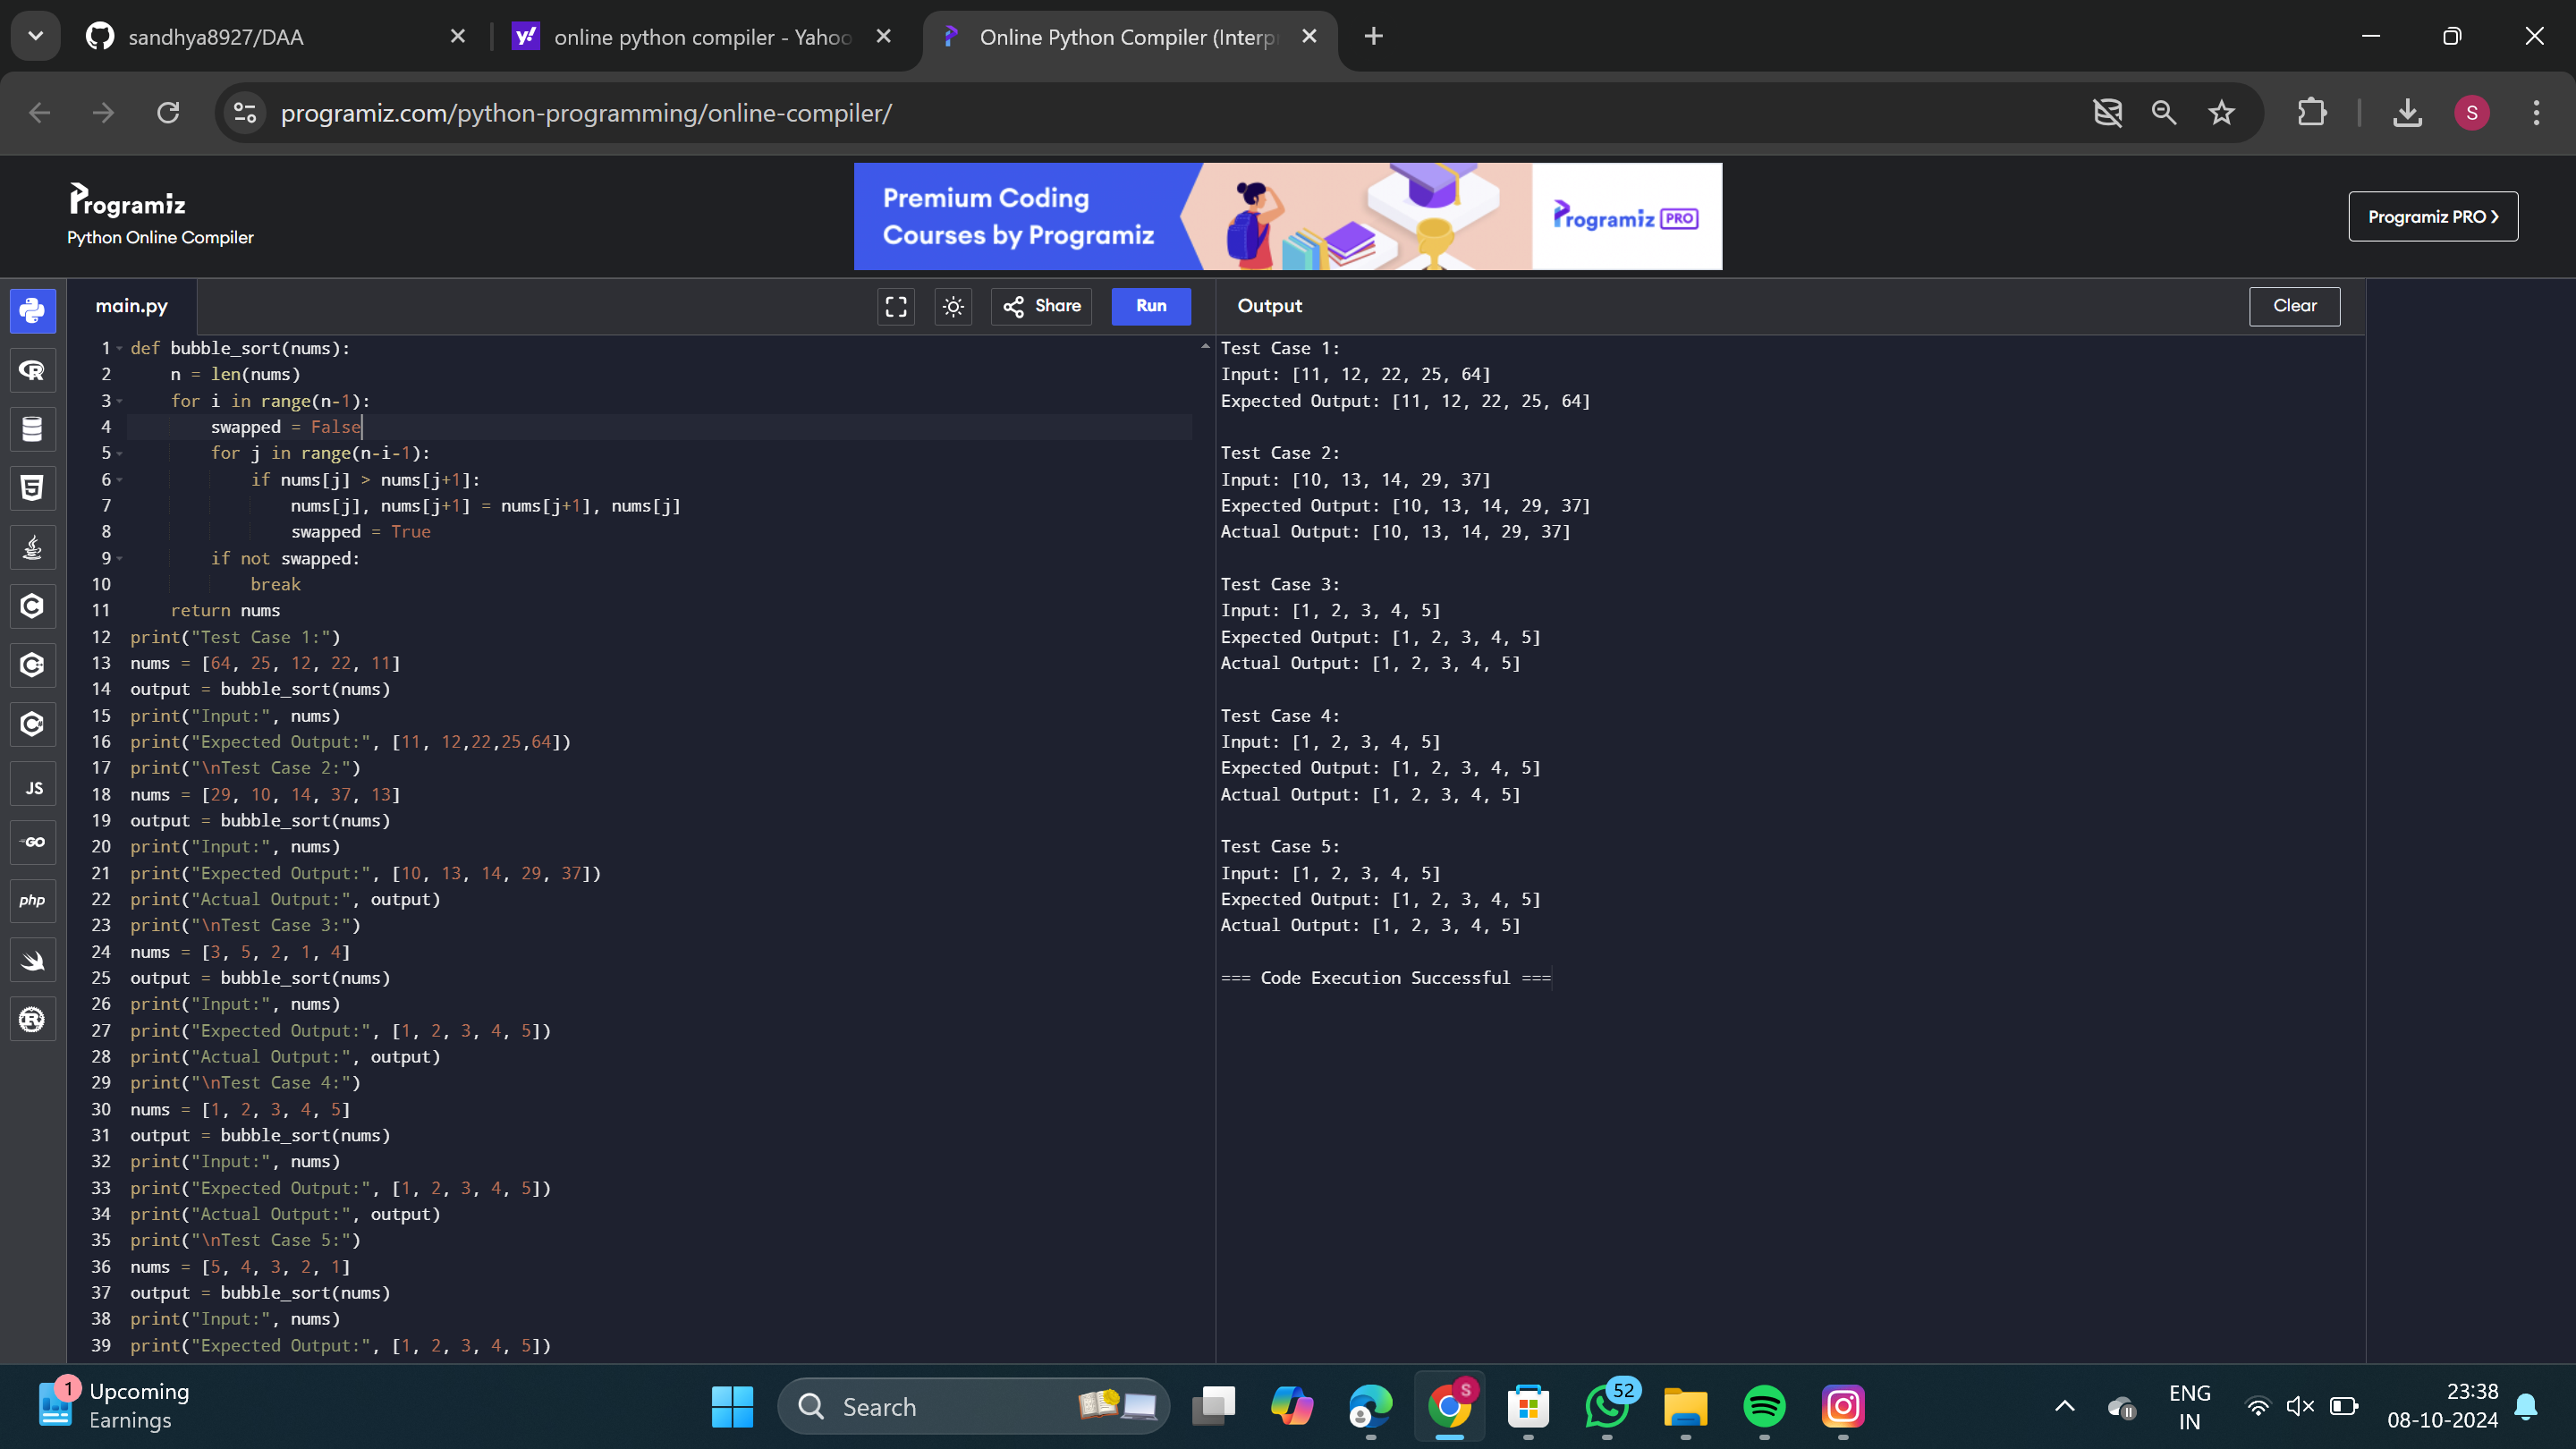 sandhya8927/DAA
online python compiler - Yahoo
Online Python Compiler (Interp
programiz.com/python-programming/online-compiler/
S
Programiz
Python Online Compiler
Premium Coding
Courses by Programiz
Programiz PRO
Programiz PRO
main.py
Share
Run
Output
Clear
1 def bubble_sort(nums):
2 n = len(nums)
3 for i in range(n-1):
4 swapped = False
5 for j in range(n-i-1):
6 if nums[j] > nums[j+1]:
7 nums[j], nums[j+1] = nums[j+1], nums[j]
8 swapped = True
9 if not swapped:
10 break
11 return nums
12 print("Test Case 1:")
13 nums = [64, 25, 12, 22, 11]
14 output = bubble_sort(nums)
15 print("Input:", nums)
16 print("Expected Output:", [11, 12,22,25,64])
17 print("\nTest Case 2:")
18 nums = [29, 10, 14, 37, 13]
19 output = bubble_sort(nums)
20 print("Input:", nums)
21 print("Expected Output:", [10, 13, 14, 29, 37])
22 print("Actual Output:", output)
23 print("\nTest Case 3:")
24 nums = [3, 5, 2, 1, 4]
25 output = bubble_sort(nums)
26 print("Input:", nums)
27 print("Expected Output:", [1, 2, 3, 4, 5])
28 print("Actual Output:", output)
29 print("\nTest Case 4:")
30 nums = [1, 2, 3, 4, 5]
31 output = bubble_sort(nums)
32 print("Input:", nums)
33 print("Expected Output:", [1, 2, 3, 4, 5])
34 print("Actual Output:", output)
35 print("\nTest Case 5:")
36 nums = [5, 4, 3, 2, 1]
37 output = bubble_sort(nums)
38 print("Input:", nums)
39 print("Expected Output:", [1, 2, 3, 4, 5])
Test Case 1:
Input: [11, 12, 22, 25, 64]
Expected Output: [11, 12, 22, 25, 64]
Test Case 2:
Input: [10, 13, 14, 29, 37]
Expected Output: [10, 13, 14, 29, 37]
Actual Output: [10, 13, 14, 29, 37]
Test Case 3:
Input: [1, 2, 3, 4, 5]
Expected Output: [1, 2, 3, 4, 5]
Actual Output: [1, 2, 3, 4, 5]
Test Case 4:
Input: [1, 2, 3, 4, 5]
Expected Output: [1, 2, 3, 4, 5]
Actual Output: [1, 2, 3, 4, 5]
Test Case 5:
Input: [1, 2, 3, 4, 5]
Expected Output: [1, 2, 3, 4, 5]
Actual Output: [1, 2, 3, 4, 5]
=== Code Execution Successful ===
JS
GO
php
1
Upcoming
Earnings
Search
S
52
ENG
IN
23:38
08-10-2024